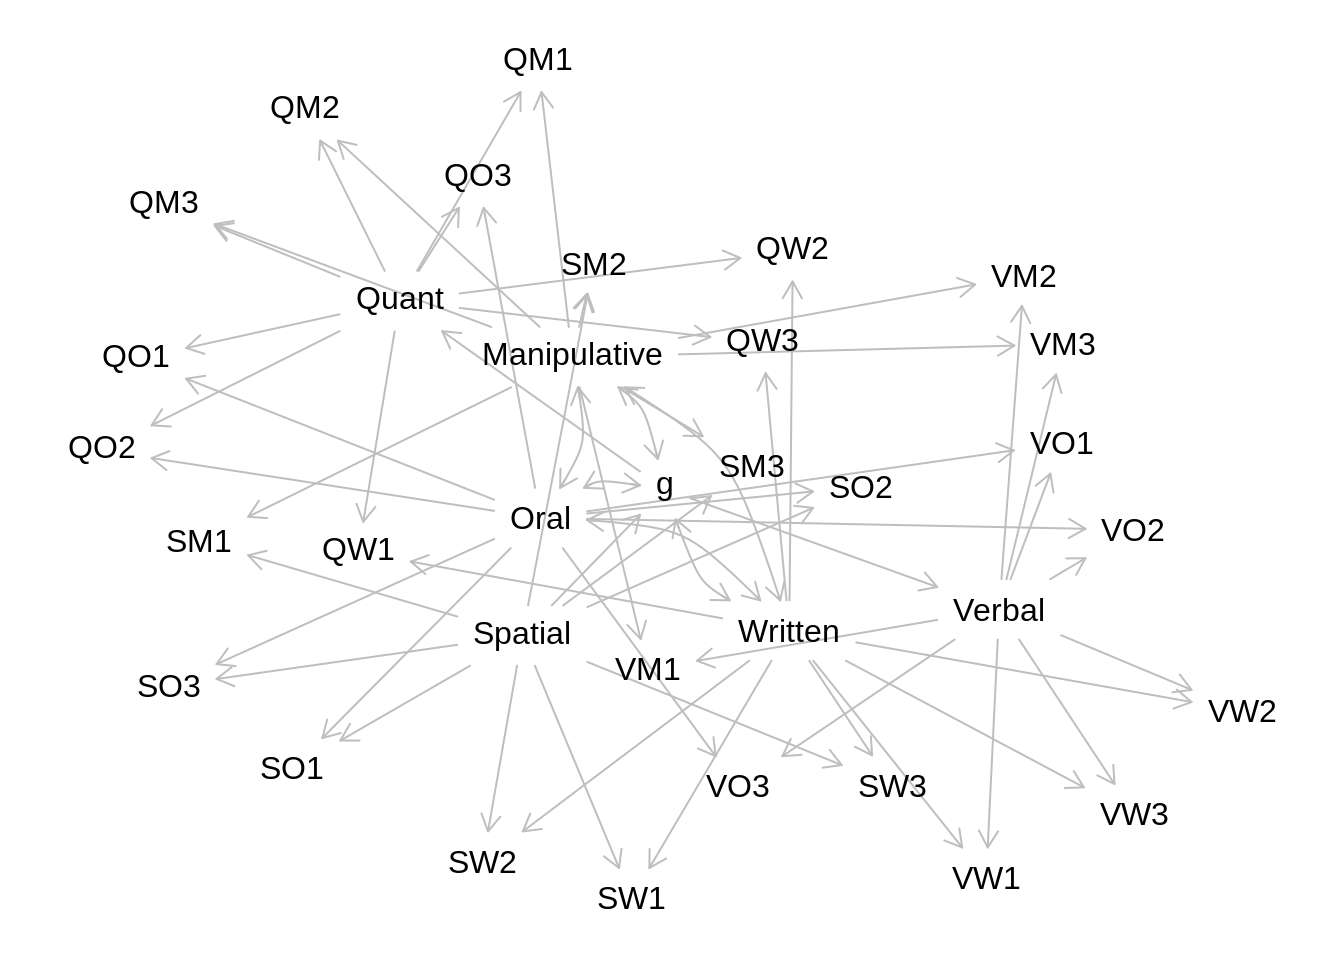 QM1
QM2
QO3
QM3
QW2
SM2
VM2
Quant
QW3
VM3
Manipulative
QO1
VO1
QO2
SM3
g
SO2
Oral
VO2
SM1
QW1
Verbal
Spatial
Written
VM1
SO3
VW2
SO1
VO3
SW3
VW3
SW2
VW1
SW1